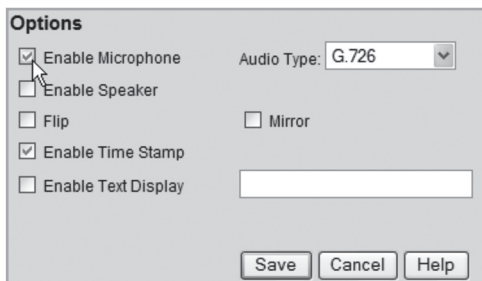 Options
Enable Microphone Audio Type: G.726
Enable Speaker
Flip Mirror
Enable Time Stamp
Enable Text Display
Save Cancel Help